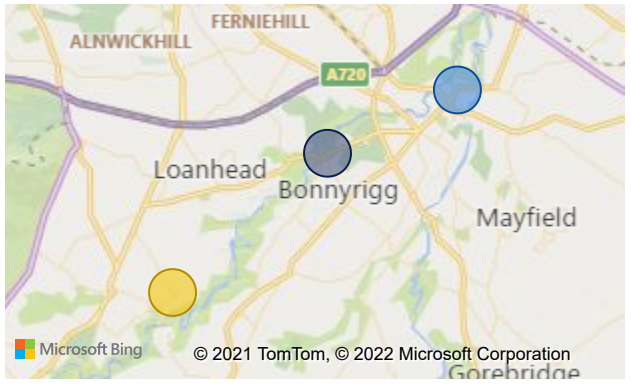 FERNIEHILL
ALNWICKHILL
A720
Loanhead
Bonnyrigg
Mayfield
Microsoft Bing
© 2021 TomTom, © 2022 Microsoft Corporation
Gorebridge